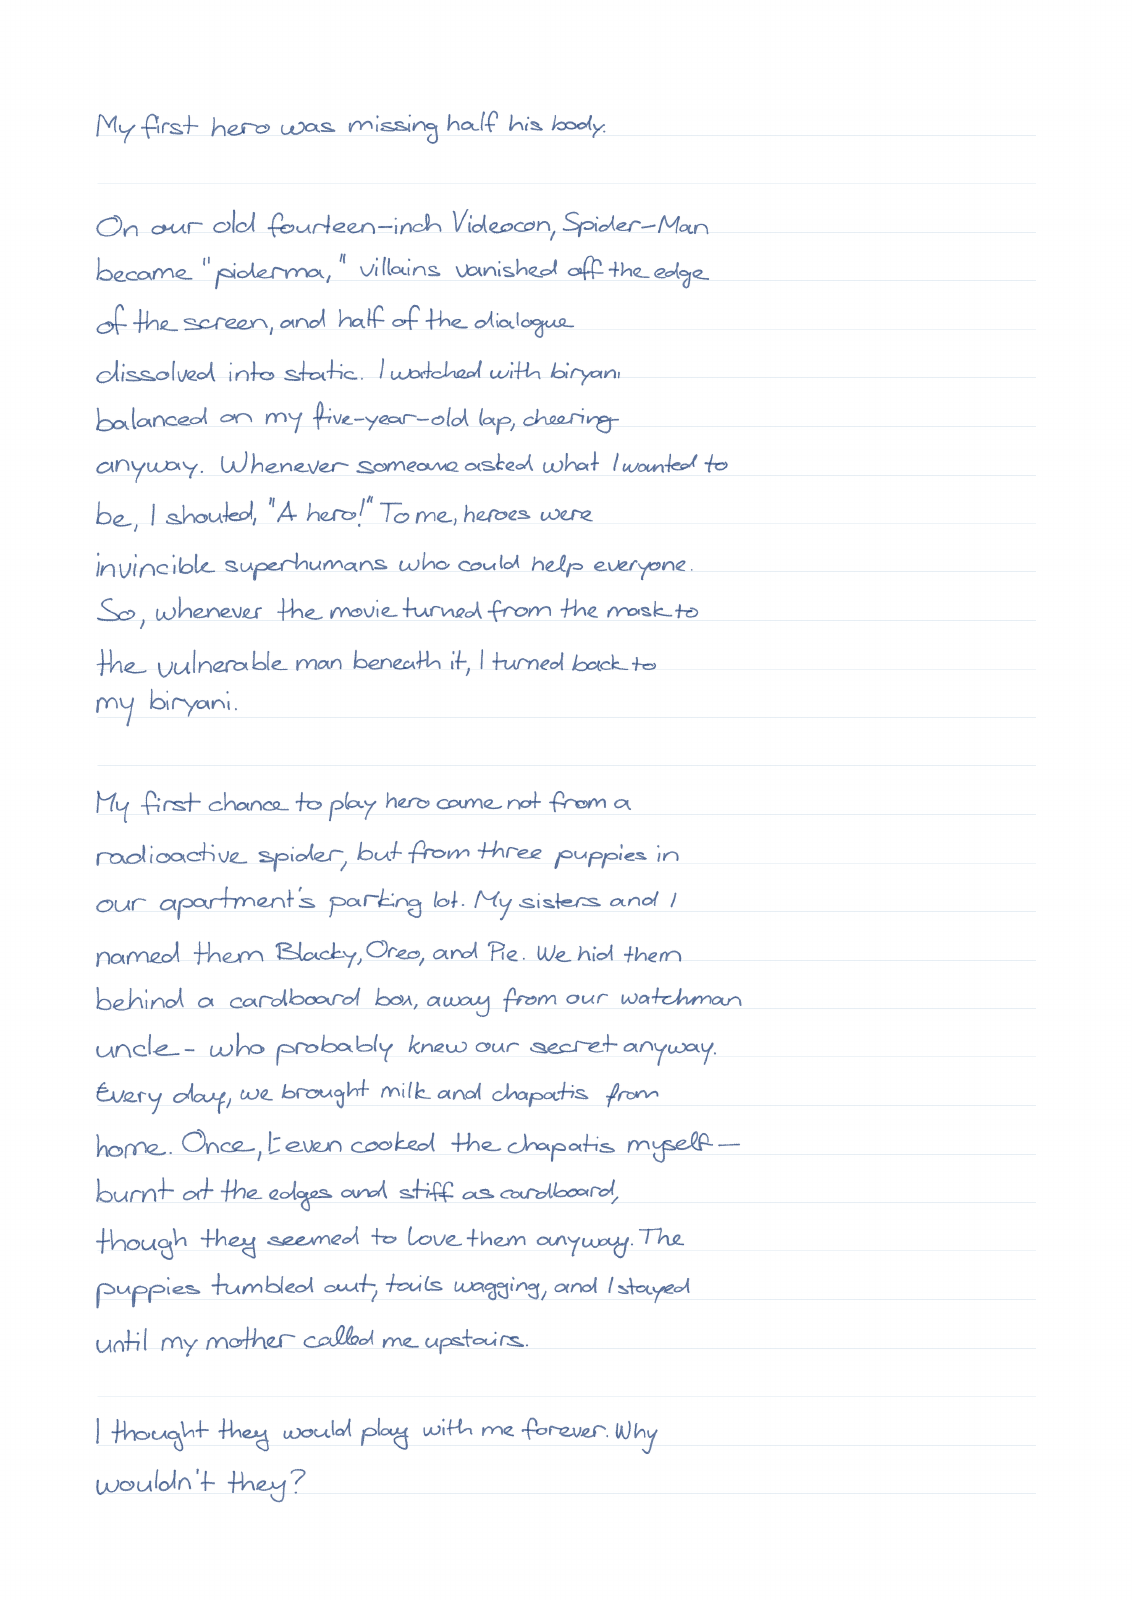 My first hero was missing half his body.
On our old fourteen-inch Videocon, Spider-Man
became "piderma," villains vanished off the edge
of the screen, and half of the dialogue
dissolved into static. I watched with biryani
balanced on my five-year-old lap, cheering
anyway. Whenever someone asked what I wanted to
be, I shouted, "A hero!" To me, heroes were
invincible superhumans who could help everyone.
So, whenever the movie turned from the mask to
the vulnerable man beneath it, I turned back to
my biryani.
My first chance to play hero came not from a
radioactive spider, but from three puppies in
our apartment's parking lot. My sisters and I
named them Blacky, Oreo, and Pie. We hid them
behind a cardboard box, away from our watchman
uncle - who probably knew our secret anyway.
Every day, we brought milk and chapatis from
home. Once, I even cooked the chapatis myself—
burnt at the edges and stiff as cardboard,
though they seemed to love them anyway. The
puppies tumbled out, tails wagging, and I stayed
until my mother called me upstairs.
I thought they would play with me forever. Why
wouldn't they?